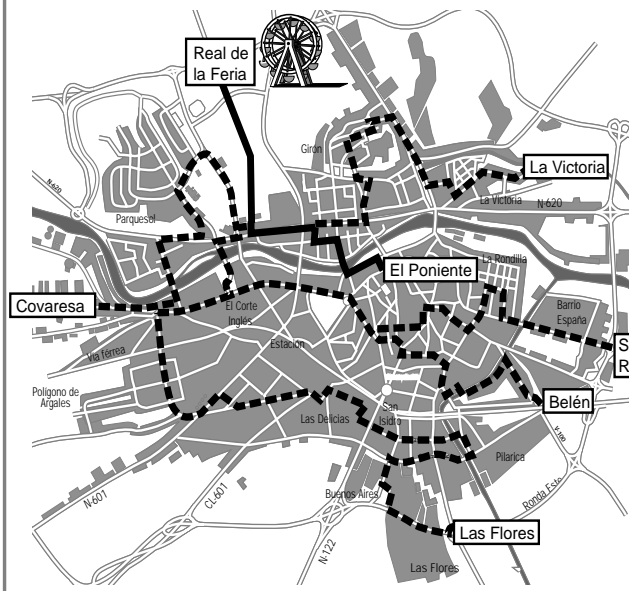 Real de
la Feria
Girón
La Victoria
La Victoria
N-620
N-620
Parquesol
El Poniente
La Rondilla
Covaresa
El Corte
Inglés
Barrio
España
S
R
Estación
Vía Férrea
Polígono de
Argales
Belén
San
Isidro
Las Delicias
Pilarica
V-100
Ronda Este
Buenos Aires
N-601
CL-601
N-122
Las Flores
Las Flores